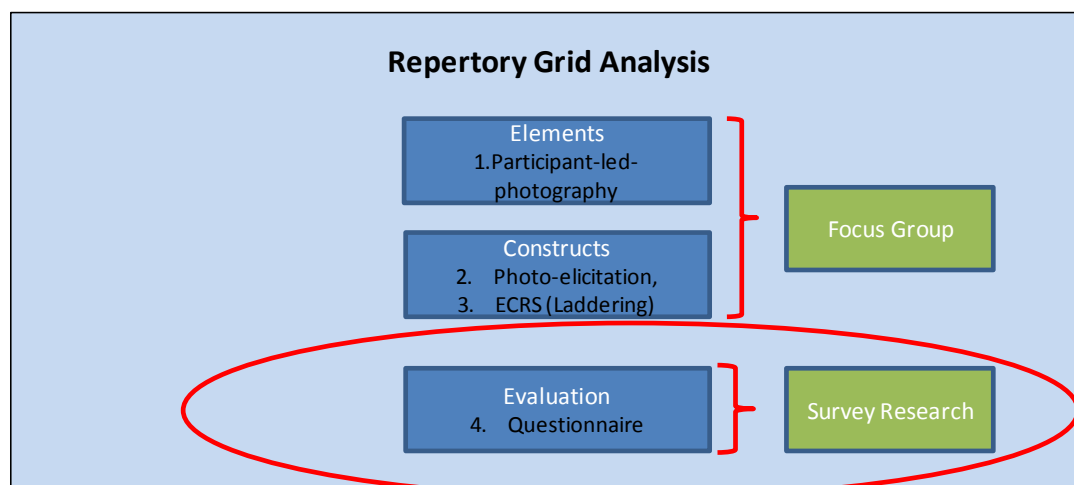 Repertory Grid Analysis
Elements
1.Participant-led-
photography
Constructs
2. Photo-elicitation,
3. ECRS (Laddering)
Focus Group
Evaluation
4. Questionnaire
Survey Research